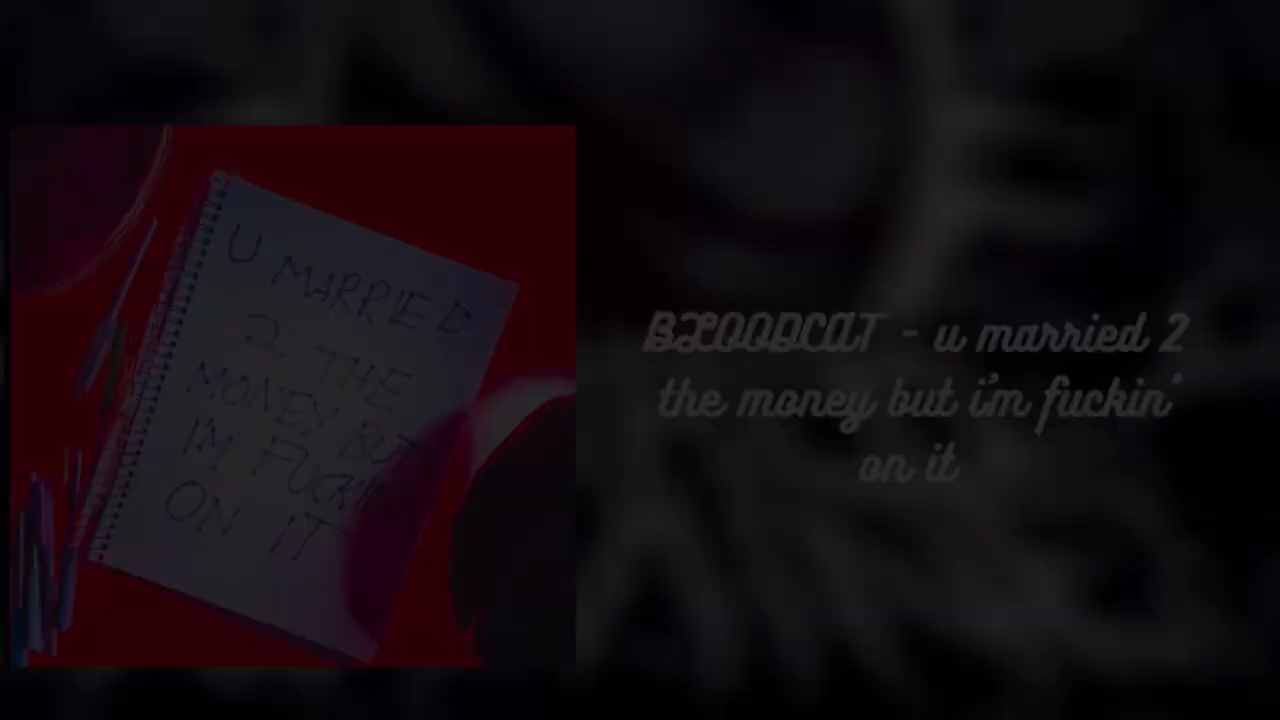 U MARRIED
2 THE
MONEY BUT
I'M FUCKIN
ON IT
BLOODCAT - u married 2
the money but i'm fuckin'
on it